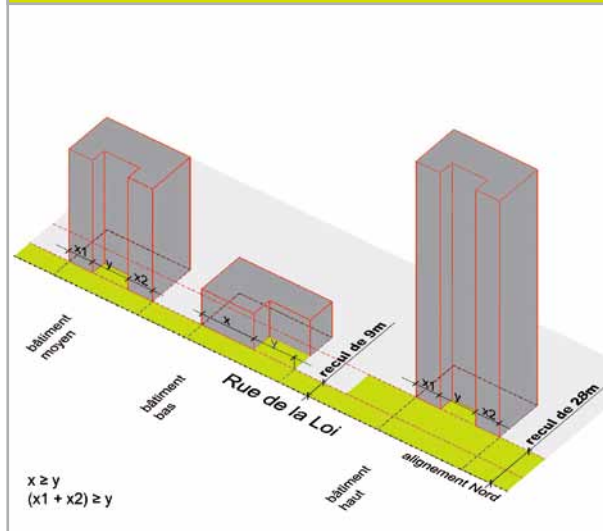 x1
y
x2
bâtiment
moyen
x
y
bâtiment
bas
recul de 9m
Rue de la Loi
x1
y
x2
bâtiment
haut
alignement Nord
recul de 28m
x ≥ y
(x1 + x2) ≥ y